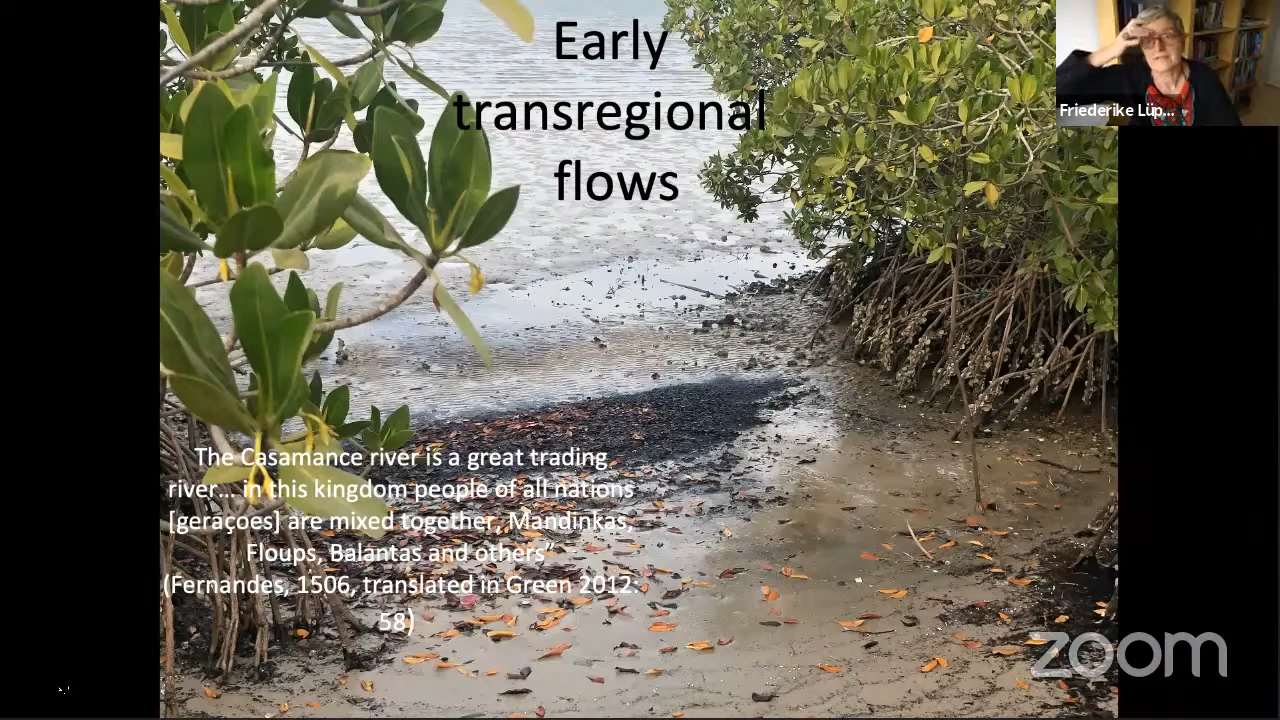 Early
transregional
flows
Friederike Lüp...
The Casamance river is a great trading
river... in this kingdom people of all nations
[geraçoes] are mixed together, Mandinkas,
Floups, Balantas and others”
(Fernandes, 1506, translated in Green 2012:
58)
zoom